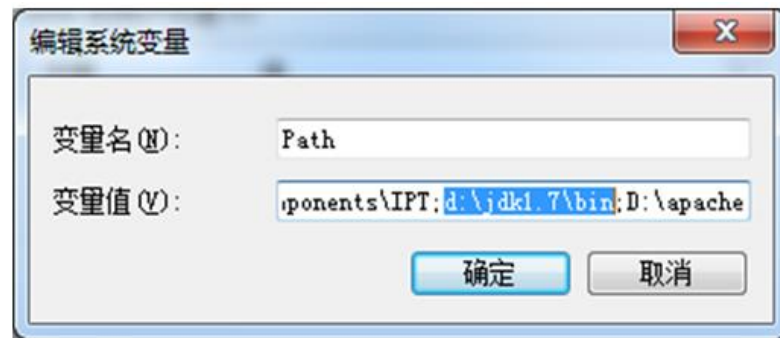 编辑系统变量
变量名(N): Path
变量值(V): ponents\IPT;d:\jdk1.7\bin;D:\apache
确定 取消